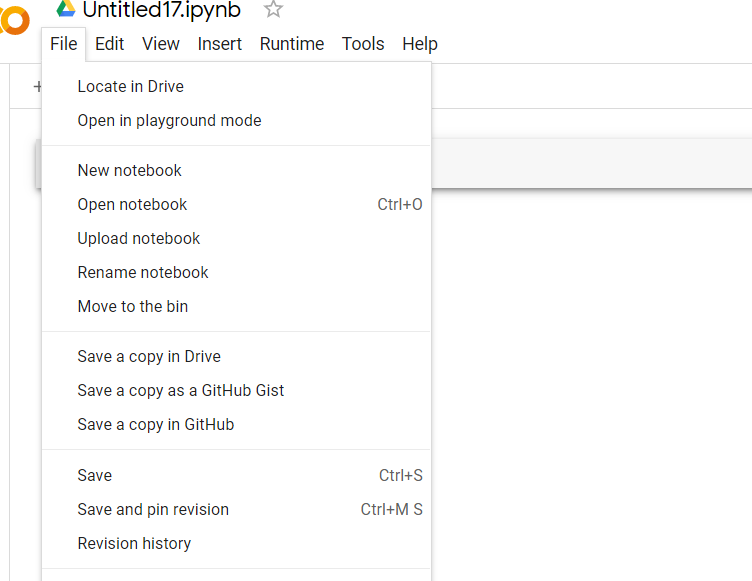 Untitled17.ipynb
File Edit View Insert Runtime Tools Help
+
Locate in Drive
Open in playground mode
New notebook
Open notebook Ctrl+O
Upload notebook
Rename notebook
Move to the bin
Save a copy in Drive
Save a copy as a GitHub Gist
Save a copy in GitHub
Save Ctrl+S
Save and pin revision Ctrl+M S
Revision history